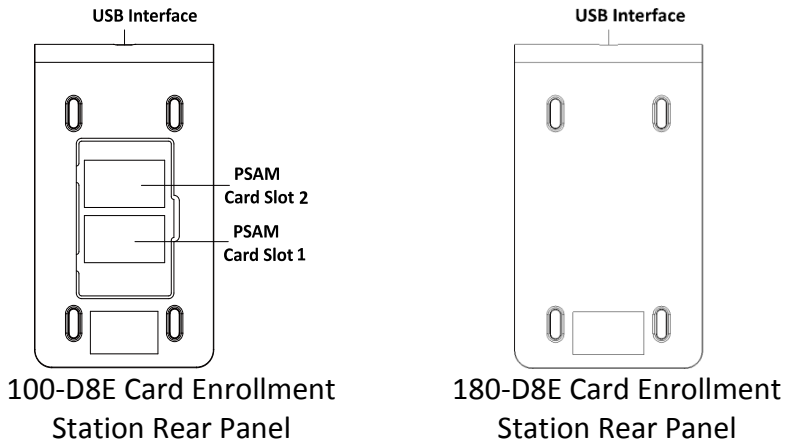 USB Interface
PSAM
Card Slot 2
PSAM
Card Slot 1
100-D8E Card Enrollment
Station Rear Panel
USB Interface
180-D8E Card Enrollment
Station Rear Panel